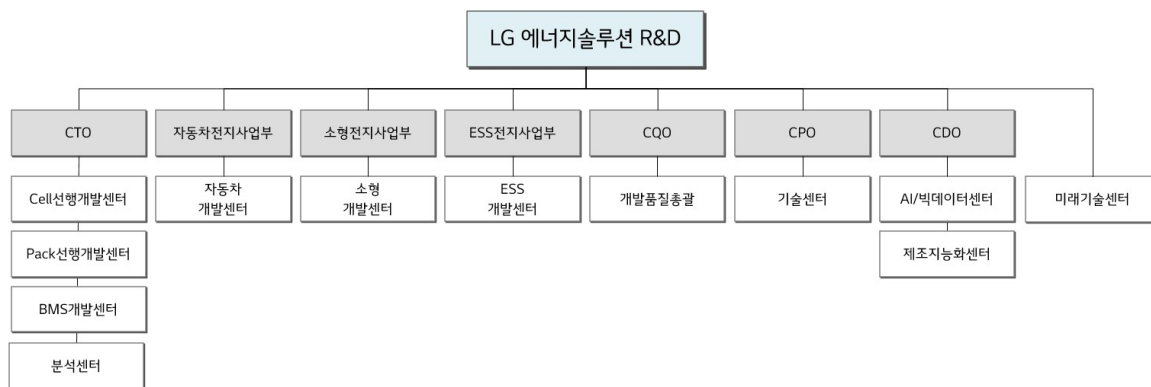 LG 에너지솔루션 R&D
CTO
자동차전지사업부
소형전지사업부
ESS전지사업부
CQO
CPO
CDO
Cell선행개발센터
자동차
개발센터
소형
개발센터
ESS
개발센터
개발품질총괄
기술센터
AI/빅데이터센터
미래기술센터
Pack선행개발센터
제조지능화센터
BMS개발센터
분석센터